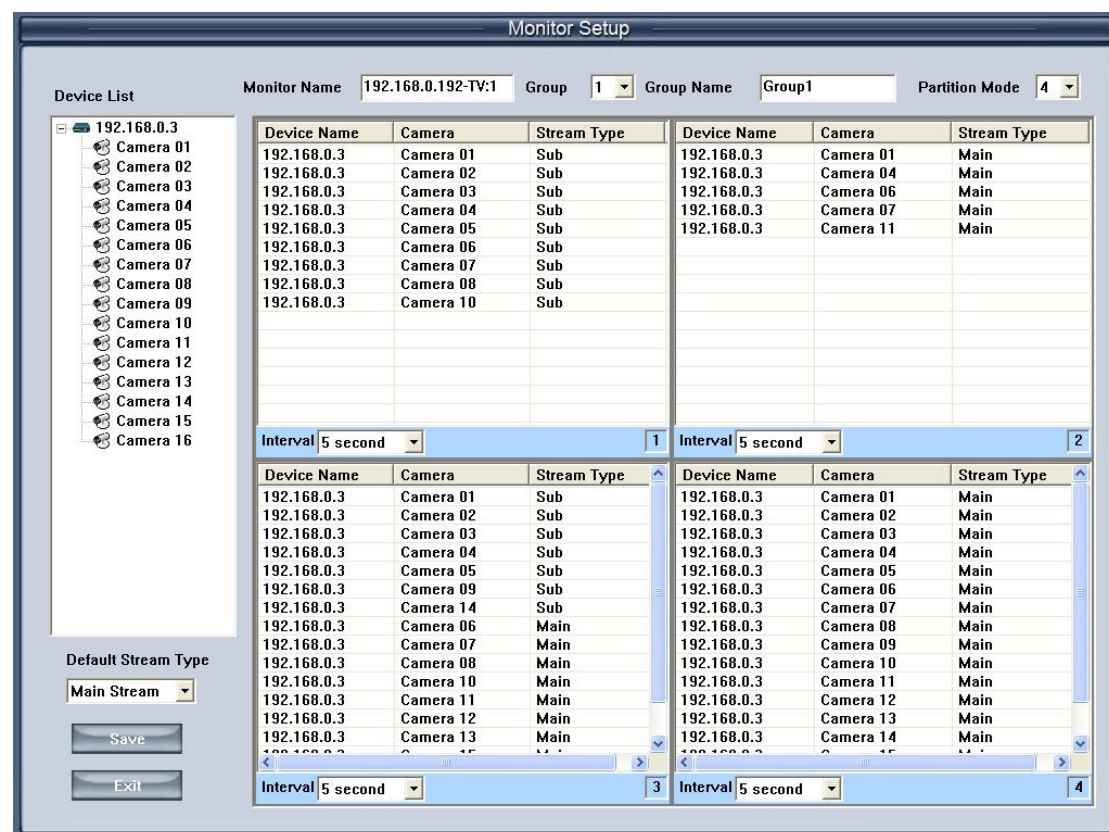 Monitor Setup
Monitor Name 192.168.0.192-TV:1 Group 1 Group Name Group1 Partition Mode 4
Device List
192.168.0.3
Camera 01
Camera 02
Camera 03
Camera 04
Camera 05
Camera 06
Camera 07
Camera 08
Camera 09
Camera 10
Camera 11
Camera 12
Camera 13
Camera 14
Camera 15
Camera 16
Default Stream Type
Main Stream
Save
Exit
Device Name Camera Stream Type
192.168.0.3 Camera 01 Sub
192.168.0.3 Camera 02 Sub
192.168.0.3 Camera 03 Sub
192.168.0.3 Camera 04 Sub
192.168.0.3 Camera 05 Sub
192.168.0.3 Camera 06 Sub
192.168.0.3 Camera 07 Sub
192.168.0.3 Camera 08 Sub
192.168.0.3 Camera 10 Sub
Interval 5 second 1
Device Name Camera Stream Type
192.168.0.3 Camera 01 Main
192.168.0.3 Camera 04 Main
192.168.0.3 Camera 06 Main
192.168.0.3 Camera 07 Main
192.168.0.3 Camera 11 Main
Interval 5 second 2
Device Name Camera Stream Type
192.168.0.3 Camera 01 Sub
192.168.0.3 Camera 02 Sub
192.168.0.3 Camera 03 Sub
192.168.0.3 Camera 04 Sub
192.168.0.3 Camera 05 Sub
192.168.0.3 Camera 09 Sub
192.168.0.3 Camera 14 Sub
192.168.0.3 Camera 06 Main
192.168.0.3 Camera 07 Main
192.168.0.3 Camera 08 Main
192.168.0.3 Camera 10 Main
192.168.0.3 Camera 11 Main
192.168.0.3 Camera 12 Main
192.168.0.3 Camera 13 Main
Interval 5 second 3
Device Name Camera Stream Type
192.168.0.3 Camera 01 Main
192.168.0.3 Camera 02 Main
192.168.0.3 Camera 03 Main
192.168.0.3 Camera 04 Main
192.168.0.3 Camera 05 Main
192.168.0.3 Camera 06 Main
192.168.0.3 Camera 07 Main
192.168.0.3 Camera 08 Main
192.168.0.3 Camera 09 Main
192.168.0.3 Camera 10 Main
192.168.0.3 Camera 11 Main
192.168.0.3 Camera 12 Main
192.168.0.3 Camera 13 Main
192.168.0.3 Camera 14 Main
Interval 5 second 4